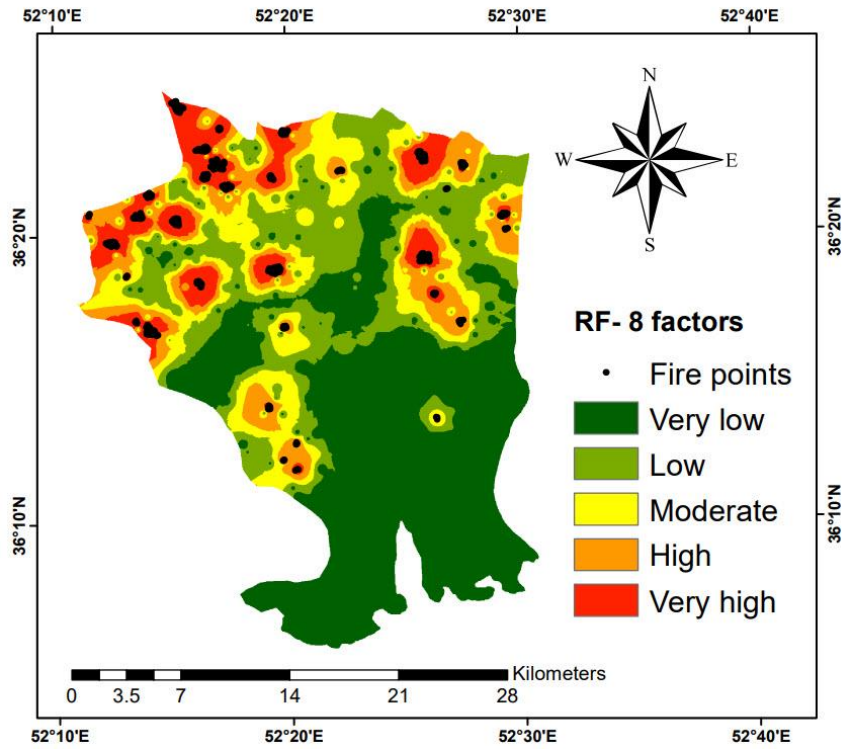 52°10'E 52°20'E 52°30'E 52°40'E
N
W E
S
36°20'N 36°20'N
RF- 8 factors
Fire points
Very low
Low
Moderate
High
Very high
36°10'N 36°10'N
Kilometers
0 3.5 7 14 21 28
52°10'E 52°20'E 52°30'E 52°40'E